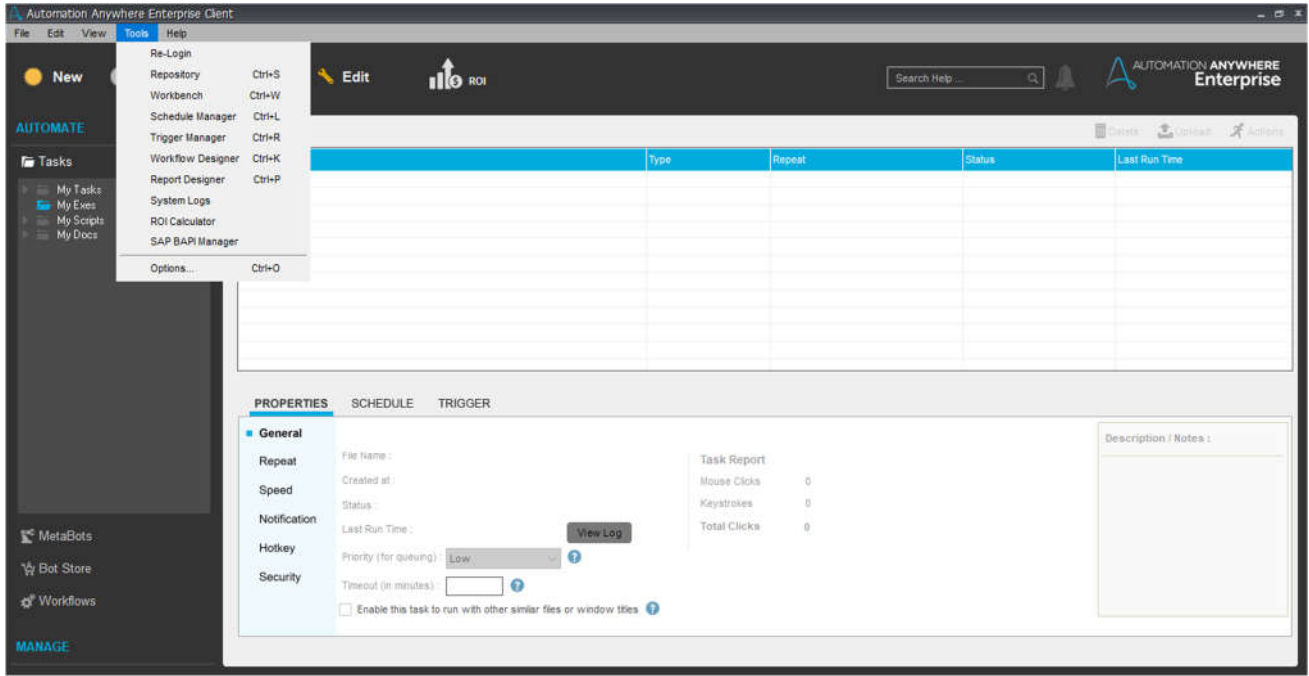 Automation Anywhere Enterprise Client
File Edit View Tools Help
Re-Login
Repository Ctrl+S
Workbench Ctrl+W
Schedule Manager Ctrl+L
Trigger Manager Ctrl+R
Workflow Designer Ctrl+K
Report Designer Ctrl+P
System Logs
ROI Calculator
SAP BAPI Manager
Options... Ctrl+O
New
Edit
ROI
Search Help ...
AUTOMATION ANYWHERE
Enterprise
AUTOMATE
Tasks
My Tasks
My Exes
My Scripts
My Docs
MetaBots
Bot Store
Workflows
MANAGE
Delete Upload Actions
Type Repeat Status Last Run Time
PROPERTIES SCHEDULE TRIGGER
General
Repeat
Speed
Notification
Hotkey
Security
File Name :
Created at :
Status :
Last Run Time :
View Log
Priority (for queuing) : Low ?
Timeout (in minutes) : ?
Enable this task to run with other similar files or window titles ?
Task Report
Mouse Clicks 0
Keystrokes 0
Total Clicks 0
Description / Notes :